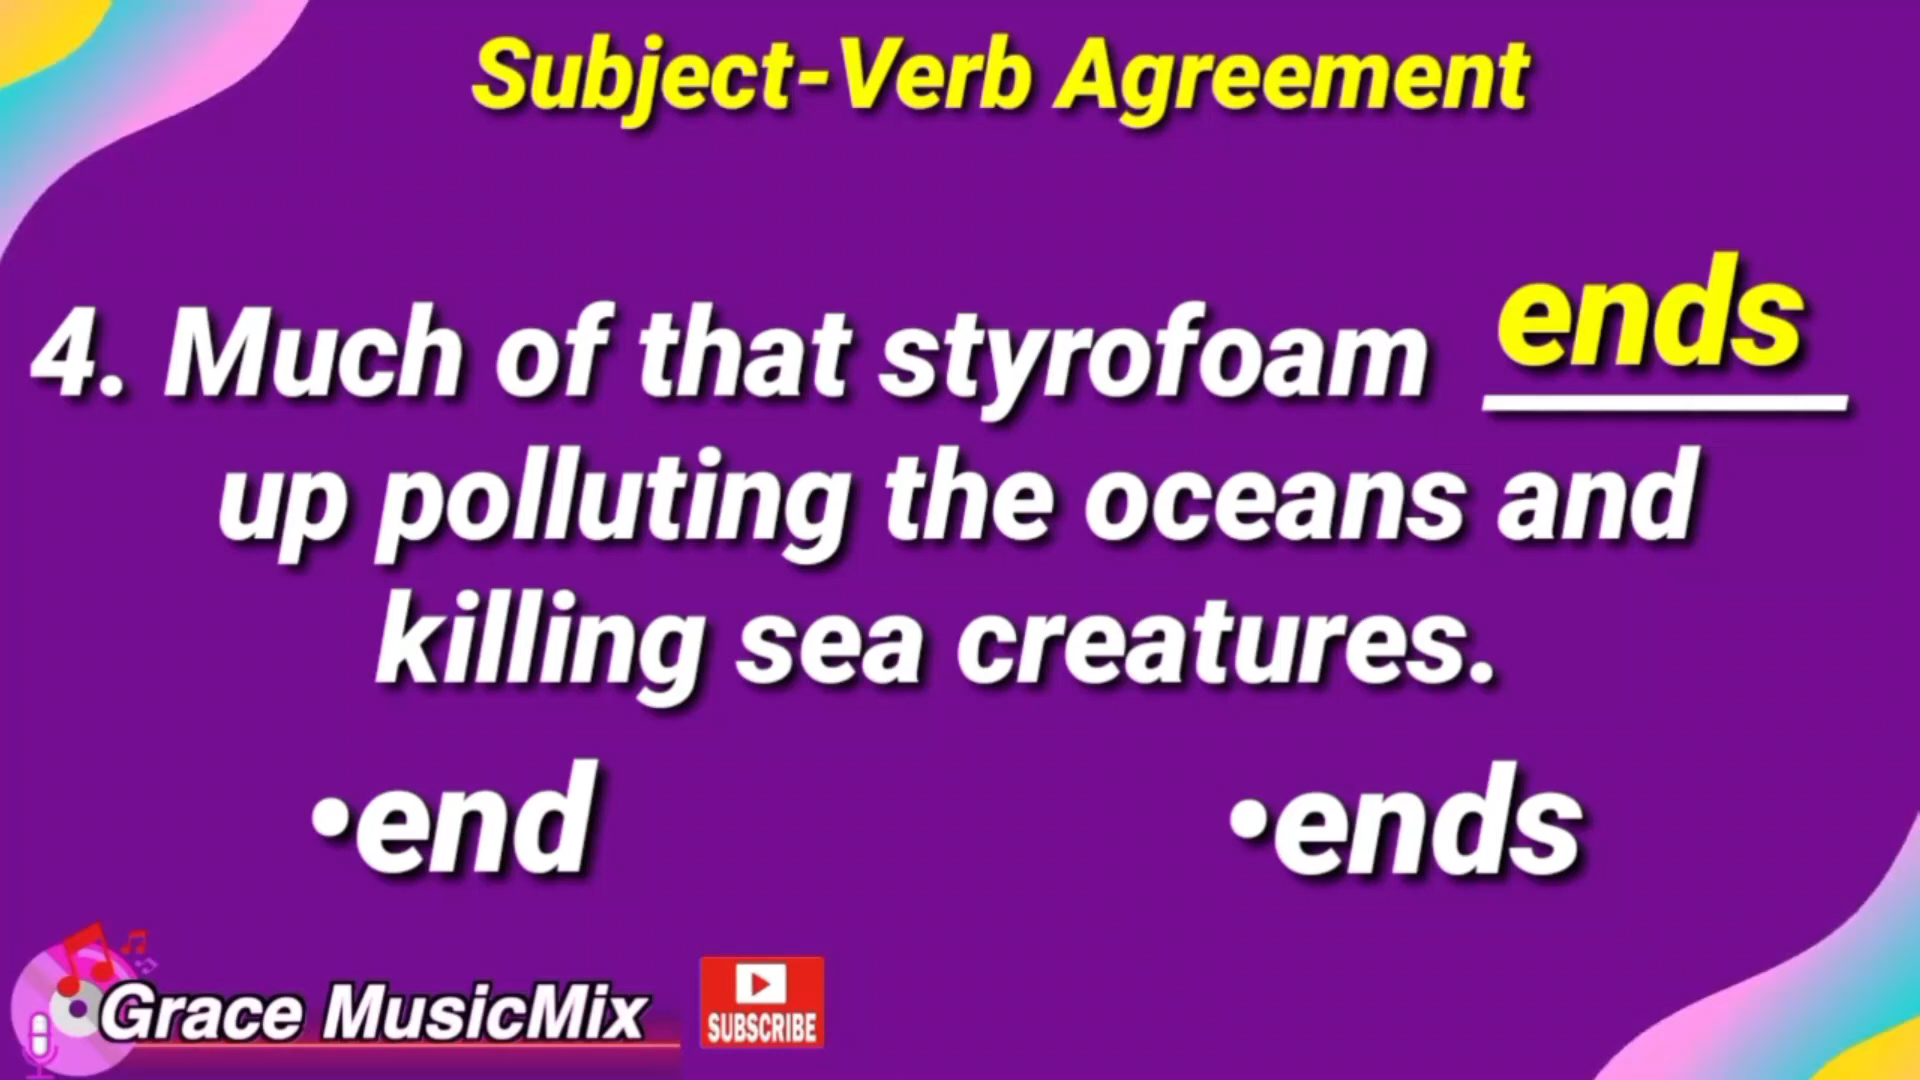 Subject-Verb Agreement
4. Much of that styrofoam ends
up polluting the oceans and
killing sea creatures.
•end •ends
Grace MusicMix
SUBSCRIBE